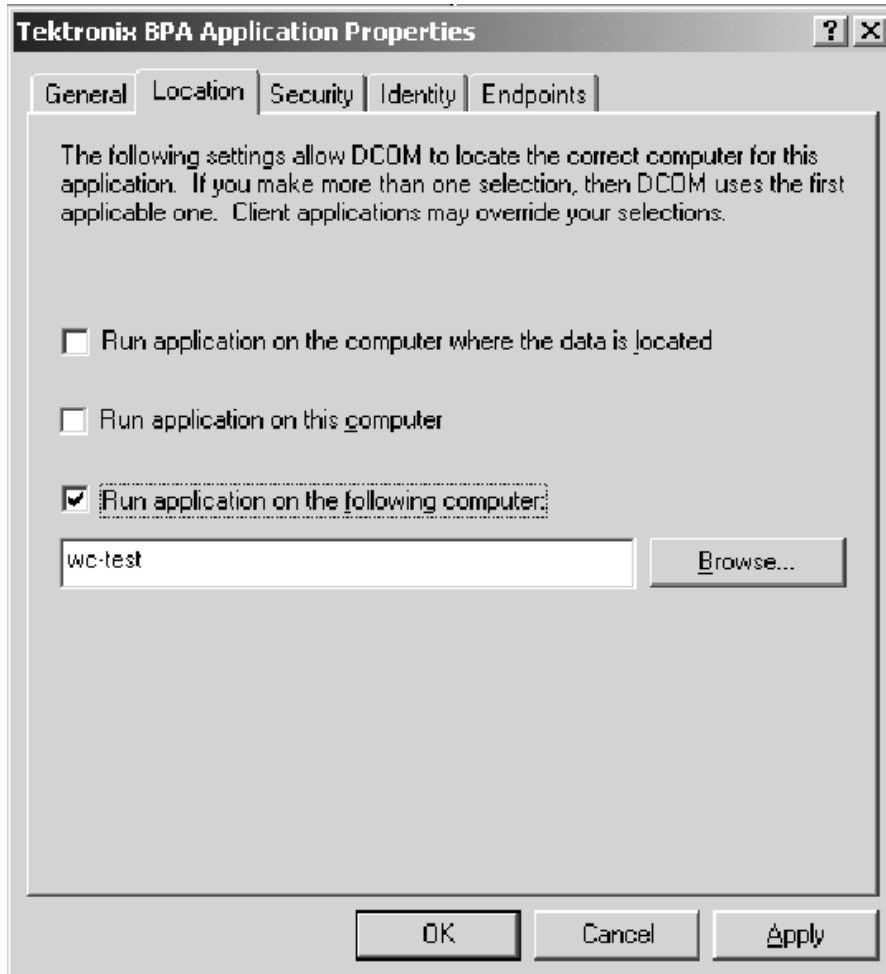 Tektronix BPA Application Properties
General Location Security Identity Endpoints
The following settings allow DCOM to locate the correct computer for this
application. If you make more than one selection, then DCOM uses the first
applicable one. Client applications may override your selections.
Run application on the computer where the data is located
Run application on this computer
Run application on the following computer:
wc-test Browse...
OK Cancel Apply